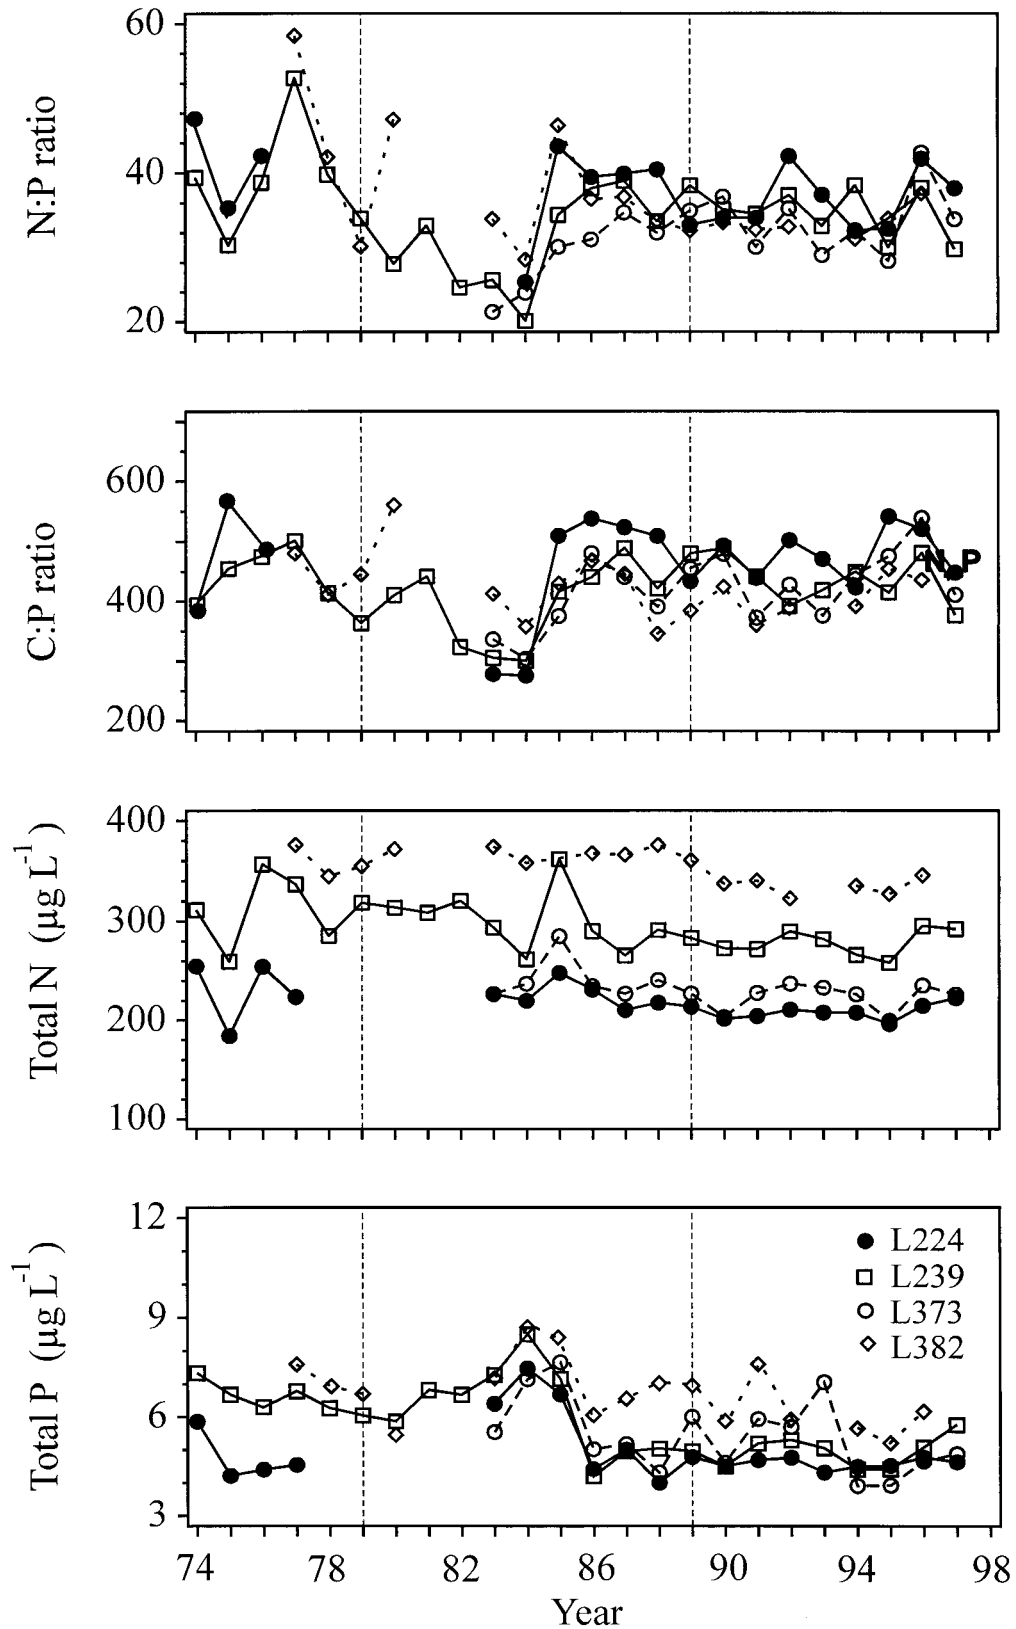 60
40
20
N:P ratio
600
400
200
C:P ratio
N, P
400
300
200
100
Total N (µg L⁻¹)
12
9
6
3
Total P (µg L⁻¹)
L224
L239
L373
L382
74 78 82 86 90 94 98
Year